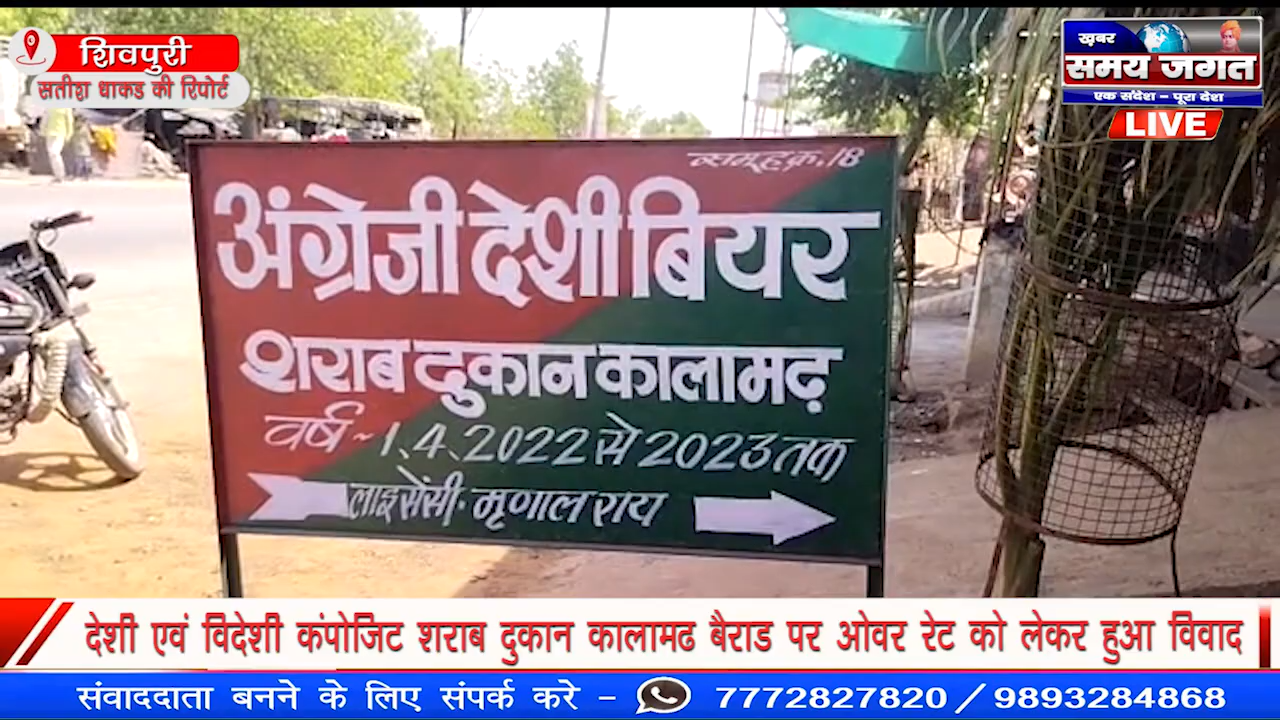 शिवपुरी
सतीश धाकड की रिपोर्ट
ख़बर
समय जगत
एक संदेश - पूरा देश
LIVE
समूह क्र. 18
अंग्रेजी देशी बियर
शराब दुकान कालामढ़
वर्ष ~ 1.4.2022 से 2023 तक
लाइसेंसी. मृणाल राय
देशी एवं विदेशी कंपोजिट शराब दुकान कालामढ बैराड पर ओवर रेट को लेकर हुआ विवाद
संवाददाता बनने के लिए संपर्क करे - 7772827820 / 9893284868